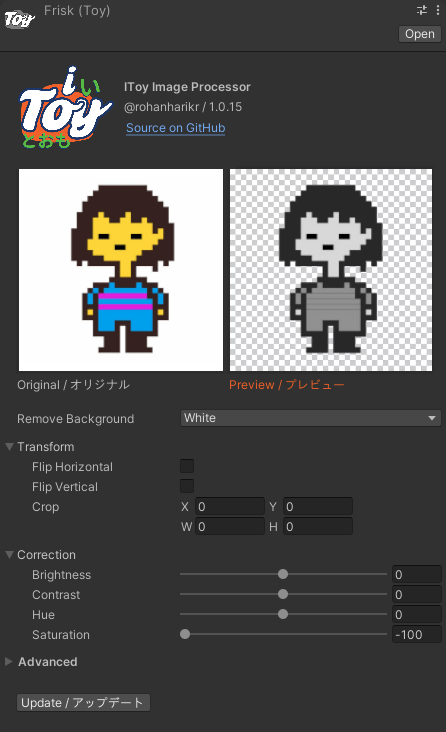 Toy
Frisk (Toy)
Open
iToy
い
とおも
IToy Image Processor
@rohanharikr / 1.0.15
Source on GitHub
Original / オリジナル
Preview / プレビュー
Remove Background White
Transform
Flip Horizontal
Flip Vertical
Crop X 0 Y 0
W 0 H 0
Correction
Brightness 0
Contrast 0
Hue 0
Saturation -100
Advanced
Update / アップデート